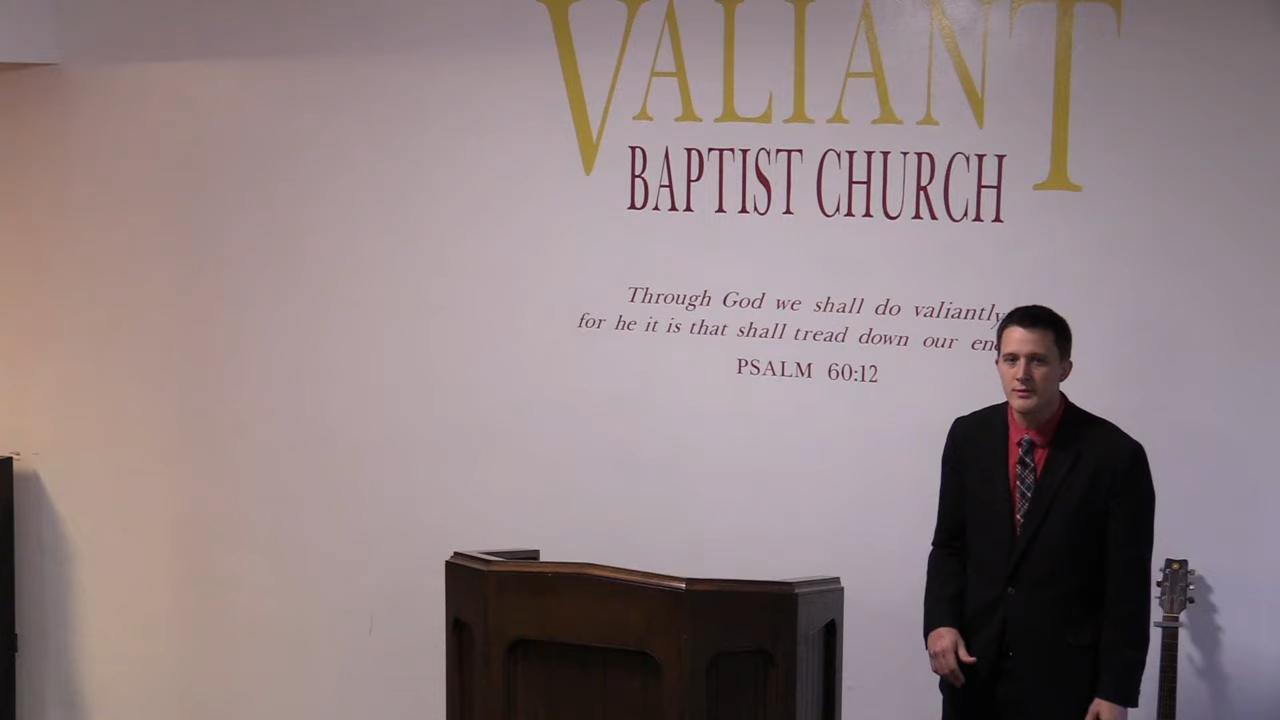 VALIANT
BAPTIST CHURCH
Through God we shall do valiantly
for he it is that shall tread down our
PSALM 60:12